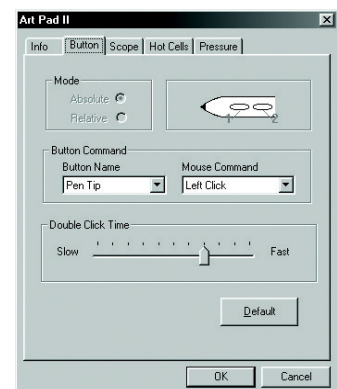 Art Pad II
Info Button Scope Hot Cells Pressure
Mode
Absolute
Relative
1 2
Button Command
Button Name Mouse Command
Pen Tip Left Click
Double Click Time
Slow Fast
Default
OK Cancel